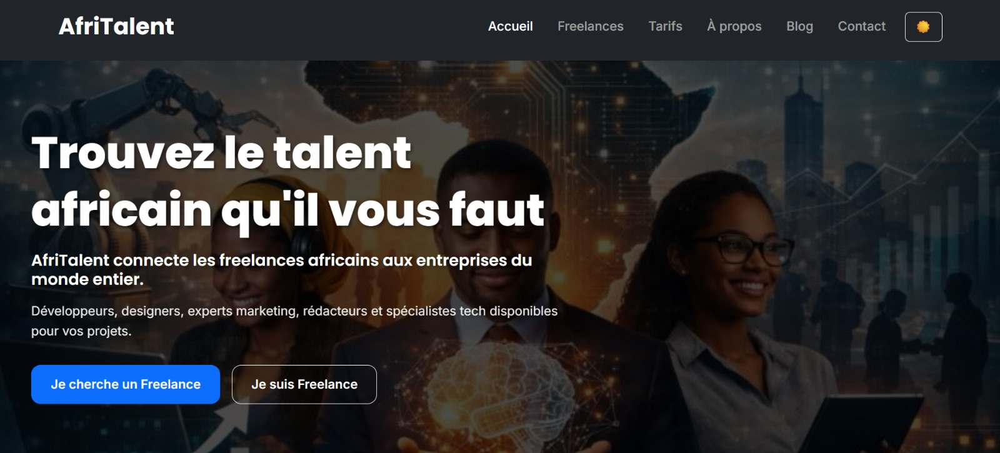 AfriTalent
Accueil Freelances Tarifs À propos Blog Contact
Trouvez le talent
africain qu'il vous faut
AfriTalent connecte les freelances africains aux entreprises du
monde entier.
Développeurs, designers, experts marketing, rédacteurs et spécialistes tech disponibles
pour vos projets.
Je cherche un Freelance
Je suis Freelance